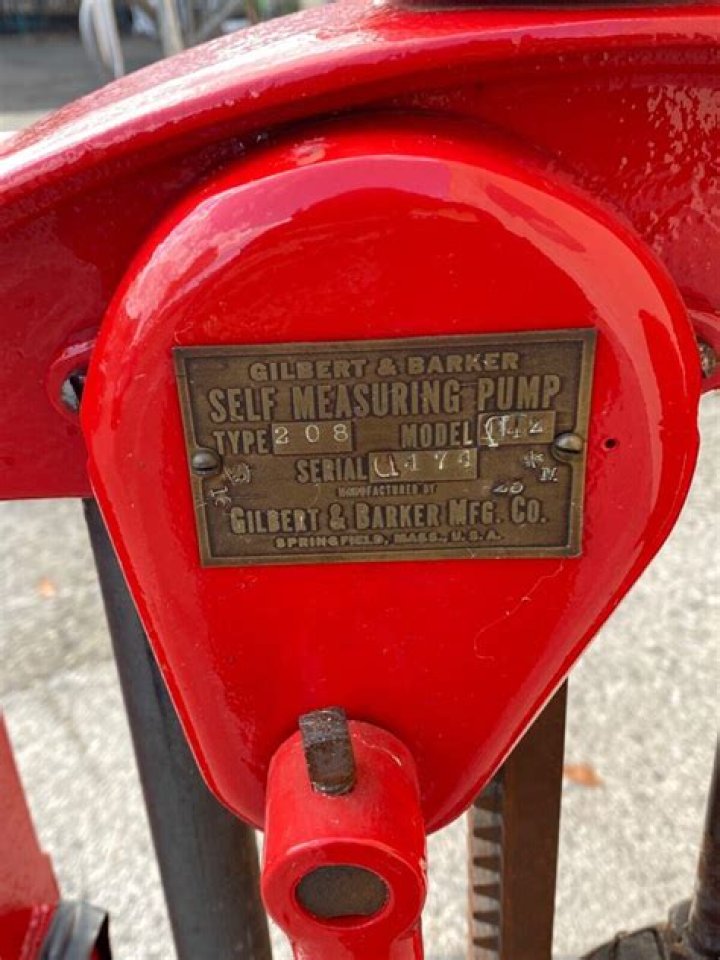 GILBERT & BARKER
SELF MEASURING PUMP
TYPE 208 MODEL
SERIAL
MANUFACTURED BY
GILBERT & BARKER MFG. CO.
SPRINGFIELD, MASS., U.S.A.